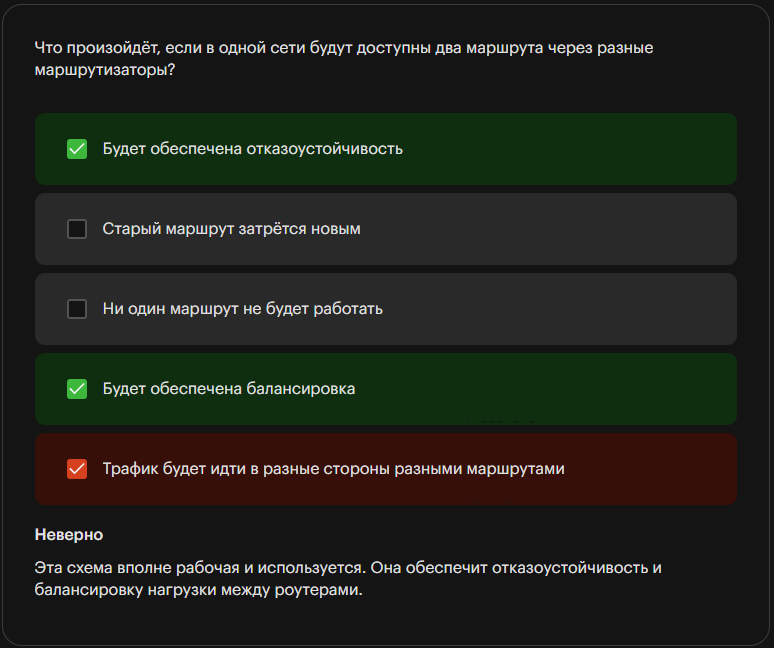 Что произойдёт, если в одной сети будут доступны два маршрута через разные
маршрутизаторы?
Будет обеспечена отказоустойчивость
Старый маршрут затрётся новым
Ни один маршрут не будет работать
Будет обеспечена балансировка
Трафик будет идти в разные стороны разными маршрутами
Неверно
Эта схема вполне рабочая и используется. Она обеспечит отказоустойчивость и
балансировку нагрузки между роутерами.